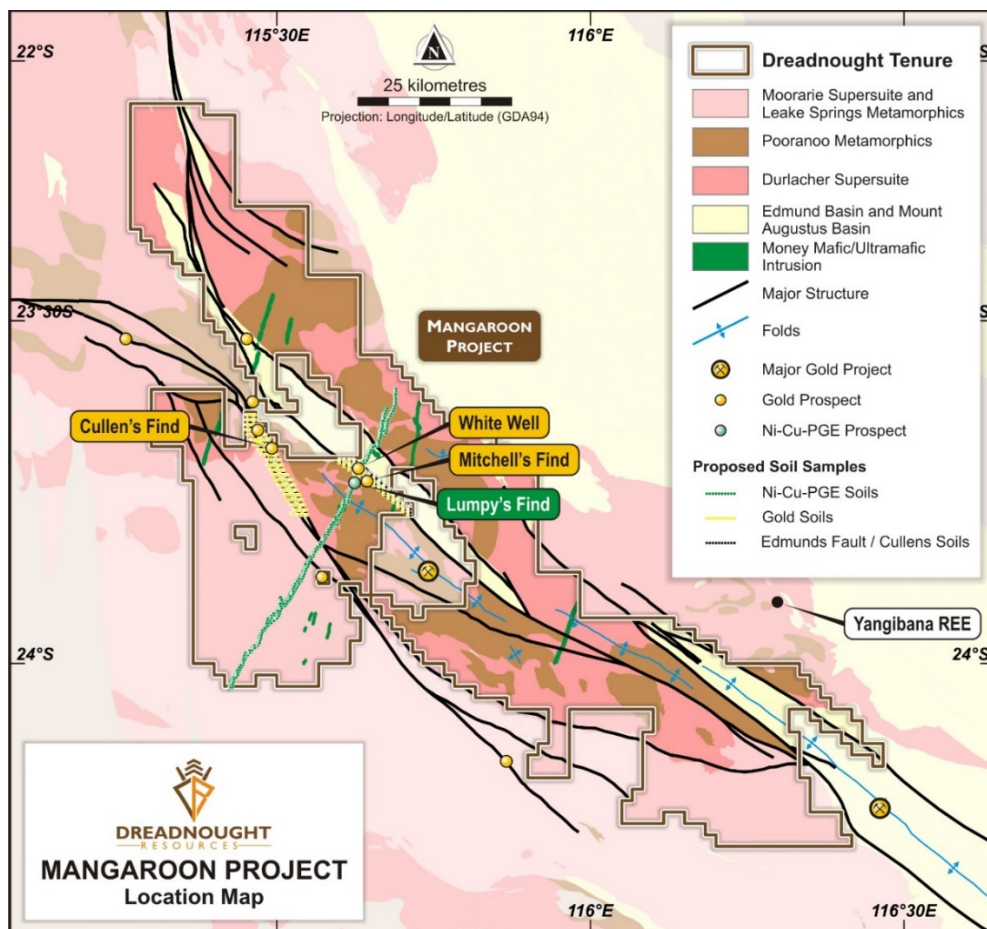 22°S
115°30'E
116°E
N
25 kilometres
Projection: Longitude/Latitude (GDA94)
Dreadnought Tenure
Moorarie Supersuite and
Leake Springs Metamorphics
Pooranoo Metamorphics
Durlacher Supersuite
Edmund Basin and Mount
Augustus Basin
Money Mafic/Ultramafic
Intrusion
Major Structure
Folds
Major Gold Project
Gold Prospect
Ni-Cu-PGE Prospect
Proposed Soil Samples
Ni-Cu-PGE Soils
Gold Soils
Edmunds Fault / Cullens Soils
23°30'S
MANGAROON
PROJECT
Cullen's Find
White Well
Mitchell's Find
Lumpy's Find
Yangibana REE
24°S
24°S
DREADNOUGHT
RESOURCES
MANGAROON PROJECT
Location Map
116°E
116°30'E